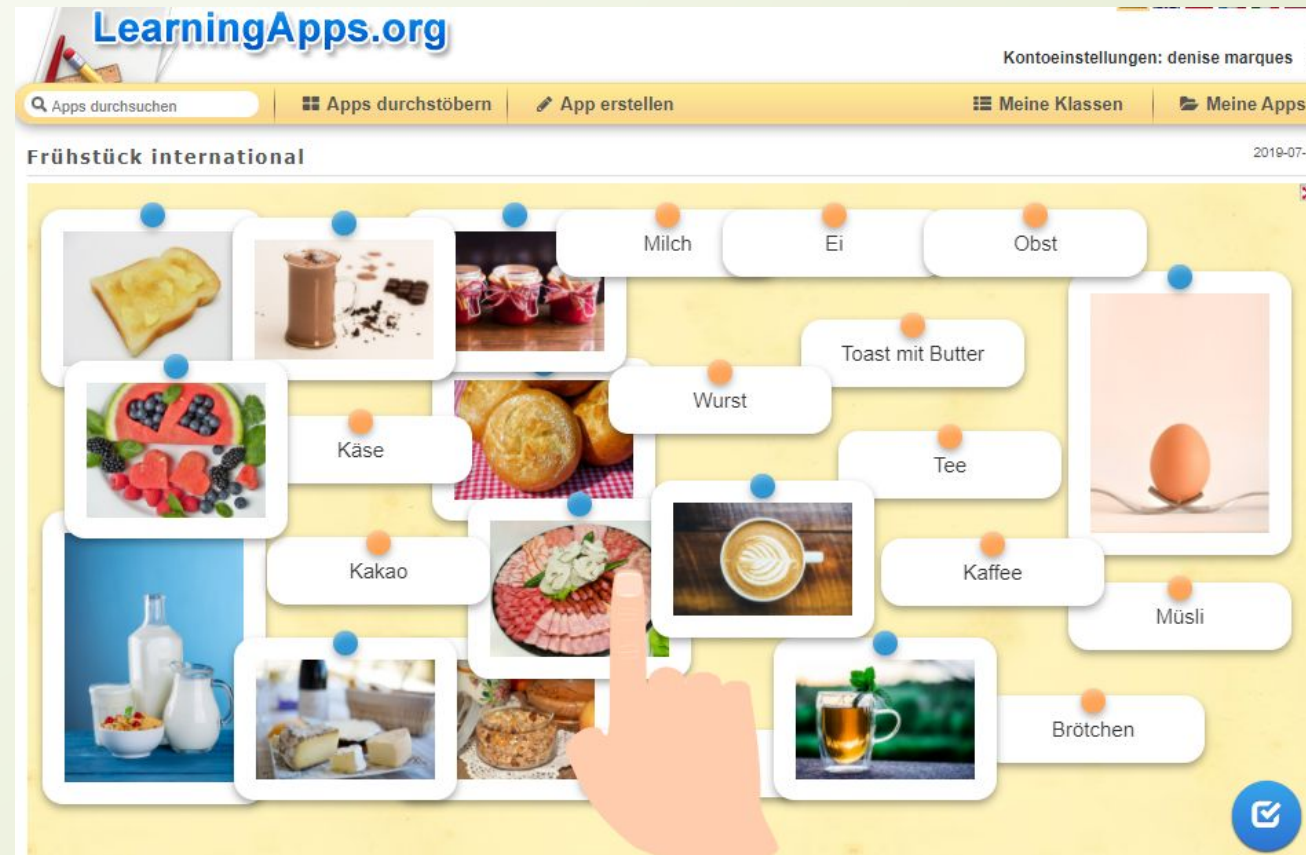 LearningApps.org
Kontoeinstellungen: denise marques
Apps durchsuchen
Apps durchstöbern
App erstellen
Meine Klassen
Meine Apps
Frühstück international
2019-07-
Milch
Ei
Obst
Toast mit Butter
Wurst
Käse
Tee
Kakao
Kaffee
Müsli
Brötchen